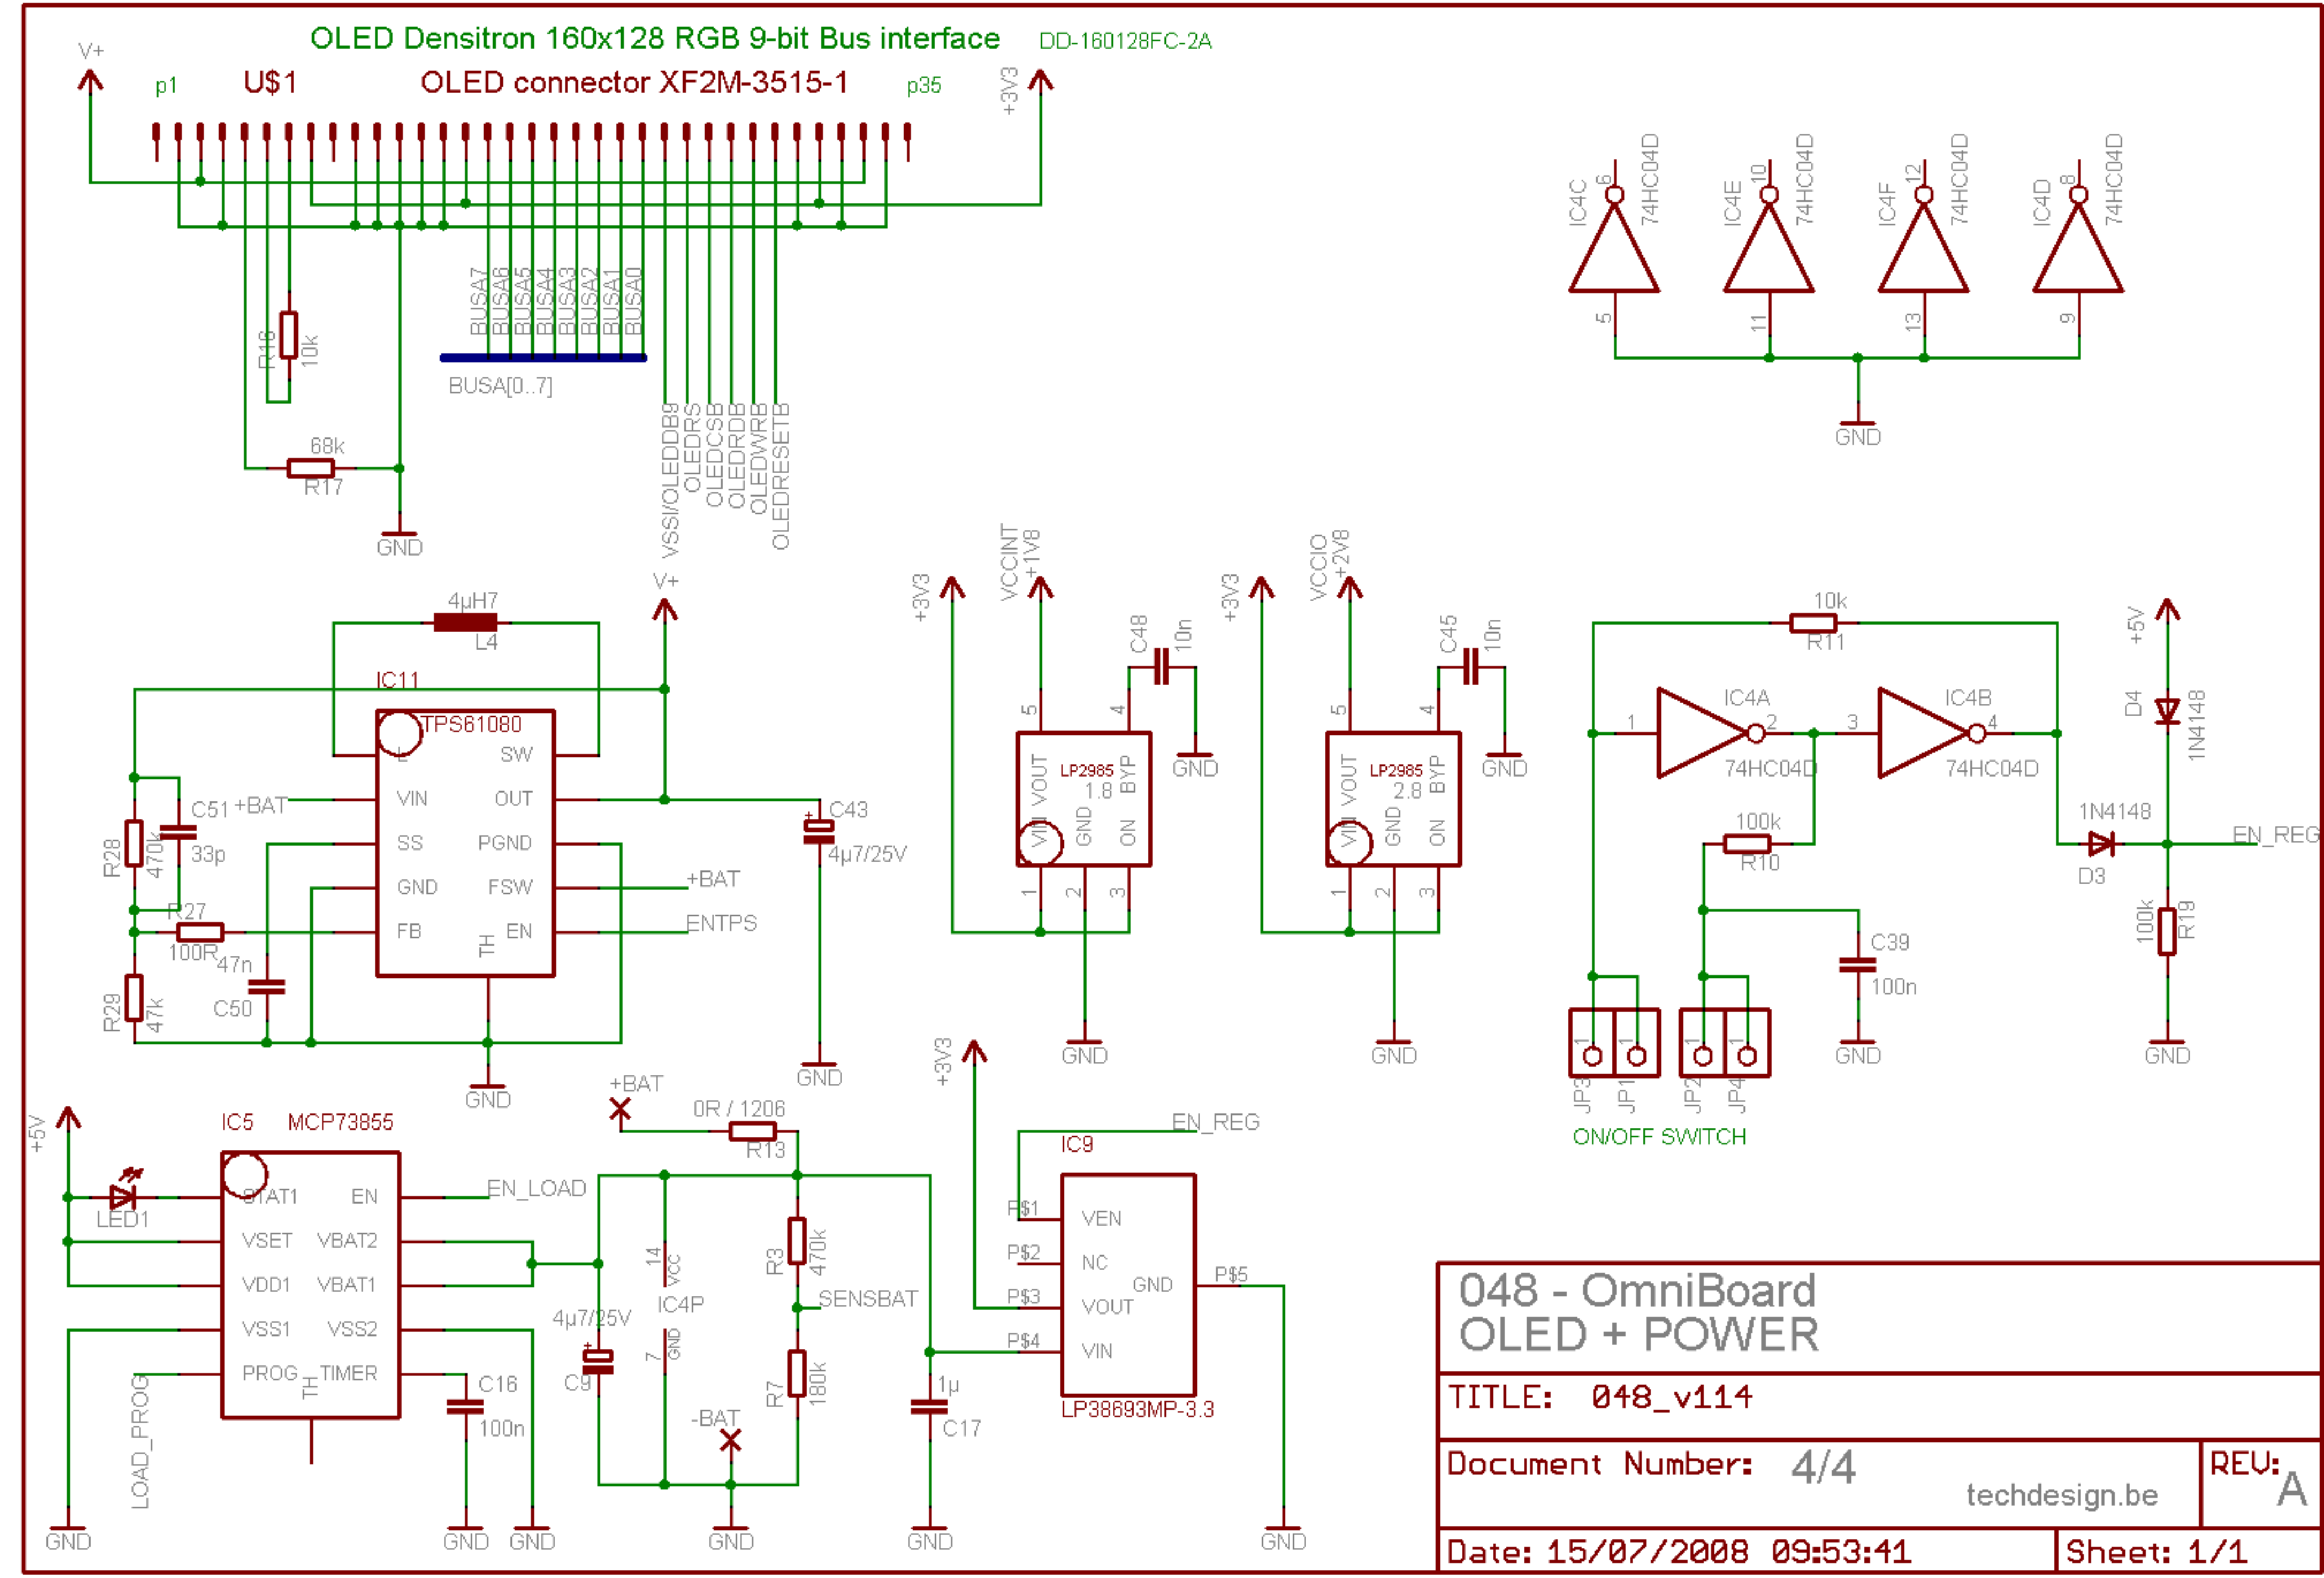 OLED Densitron 160x128 RGB 9-bit Bus interface DD-160128FC-2A
V+
p1 U$1 OLED connector XF2M-3515-1 p35
+3V3
IC4C 6 74HC04D 5
IC4E 10 74HC04D 11
IC4F 12 74HC04D 13
IC4D 8 74HC04D 9
GND
BUSA7
BUSA6
BUSA5
BUSA4
BUSA3
BUSA2
BUSA1
BUSA0
BUSA[0..7]
R16
10k
68k
R17
GND
VSSI/OLEDDB9
OLEDRS
OLEDCSB
OLEDRDB
OLEDWRB
OLEDRESETB
V+
4µH7
L4
IC11
TPS61080
L SW
VIN OUT
SS PGND
GND FSW
FB EN
TH
+BAT
C51
33p
R28
470k
R27
100R
47n
C50
R29
47k
GND
C43
4µ7/25V
GND
+BAT
ENTPS
+3V3
VCCINT
+1V8
C48
10n
GND
5 4
VOUT BYP
LP2985
1.8
VIN GND ON
1 2 3
GND
+3V3
VCCIO
+2V8
C45
10n
GND
5 4
VOUT BYP
LP2985
2.8
VIN GND ON
1 2 3
GND
10k
R11
IC4A
1 2
74HC04D
IC4B
3 4
74HC04D
100k
R10
+5V
D4
1N4148
1N4148
D3
EN_REG
100k
R19
GND
C39
100n
GND
1 1 1 1
JP3 JP1 JP2 JP4
ON/OFF SWITCH
+5V
IC5 MCP73855
LED1
STAT1 EN
VSET VBAT2
VDD1 VBAT1
VSS1 VSS2
PROG TIMER
TH
EN_LOAD
LOAD_PROG
C16
100n
GND
GND
GND
+BAT
0R / 1206
R13
14
VCC
IC4P
7
GND
4µ7/25V
C9
R3
470k
SENSBAT
R7
180k
-BAT
GND
1µ
C17
GND
+3V3
EN_REG
IC9
P$1 VEN
P$2 NC
GND P$5
P$3 VOUT
P$4 VIN
LP38693MP-3.3
GND
048 - OmniBoard
OLED + POWER
TITLE: 048_v114
Document Number: 4/4
techdesign.be
REV: A
Date: 15/07/2008 09:53:41
Sheet: 1/1